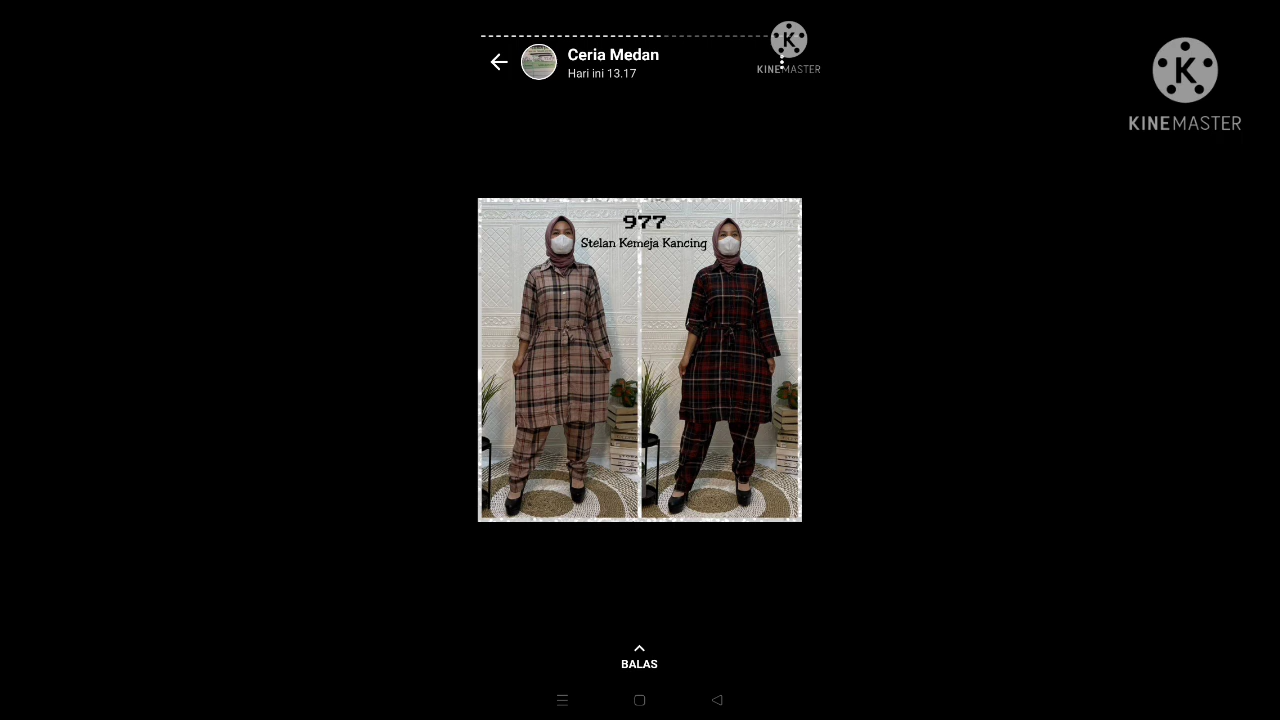 Ceria Medan
Hari ini 13.17
K
KINEMASTER
K
KINEMASTER
977
Stelan Kemeja Kancing
BALAS